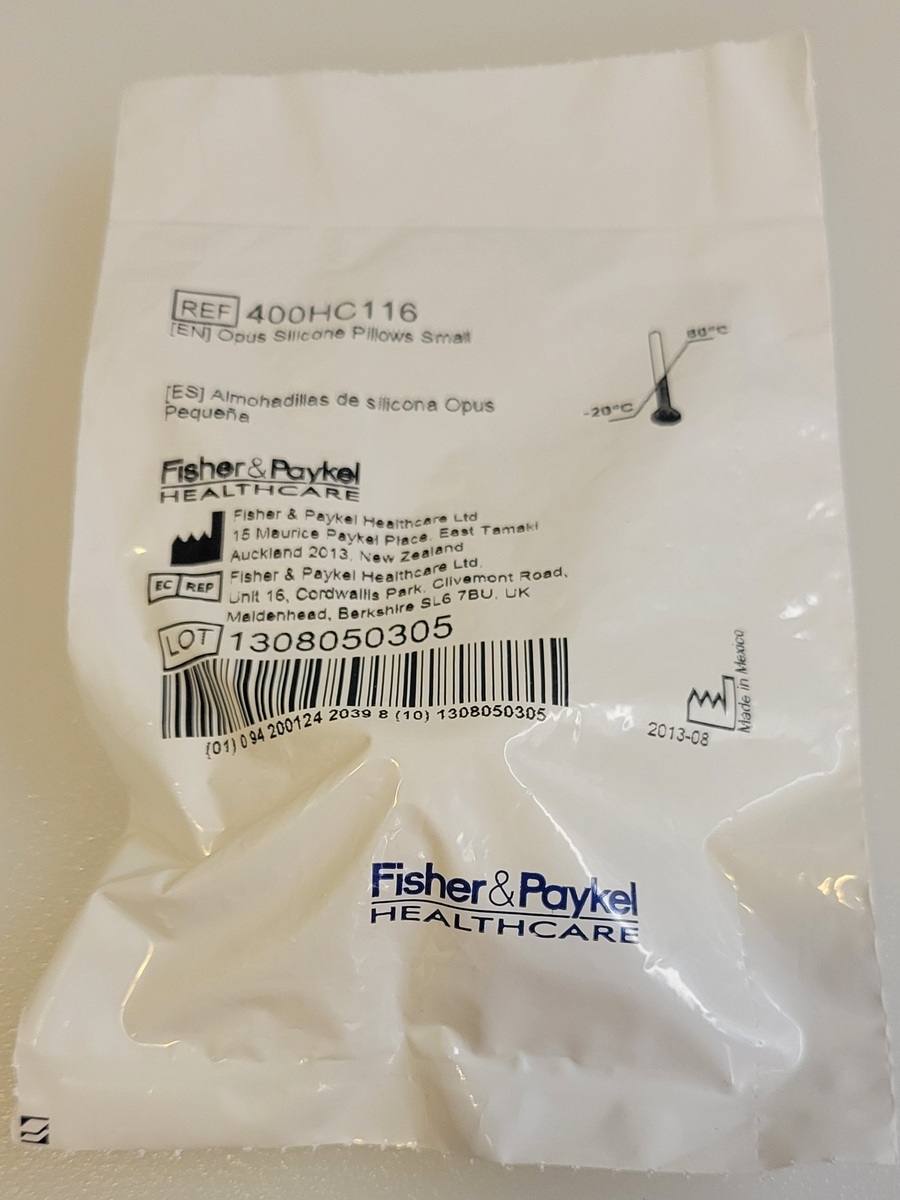 REF 400HC116
[EN] Opus Silicone Pillows Small
[ES] Almohadillas de silicona Opus
Pequeña
-20°C
60°C
Fisher & Paykel
HEALTHCARE
Fisher & Paykel Healthcare Ltd
15 Maurice Paykel Place, East Tamaki
Auckland 2013, New Zealand
EC REP
Fisher & Paykel Healthcare Ltd.
Unit 16, Cordwallis Park, Clivemont Road,
Maidenhead, Berkshire SL6 7BU, UK
LOT 1308050305
(01) 0 94 200124 2039 8 (10) 1308050305
2013-08
Made in Mexico
Fisher & Paykel
HEALTHCARE